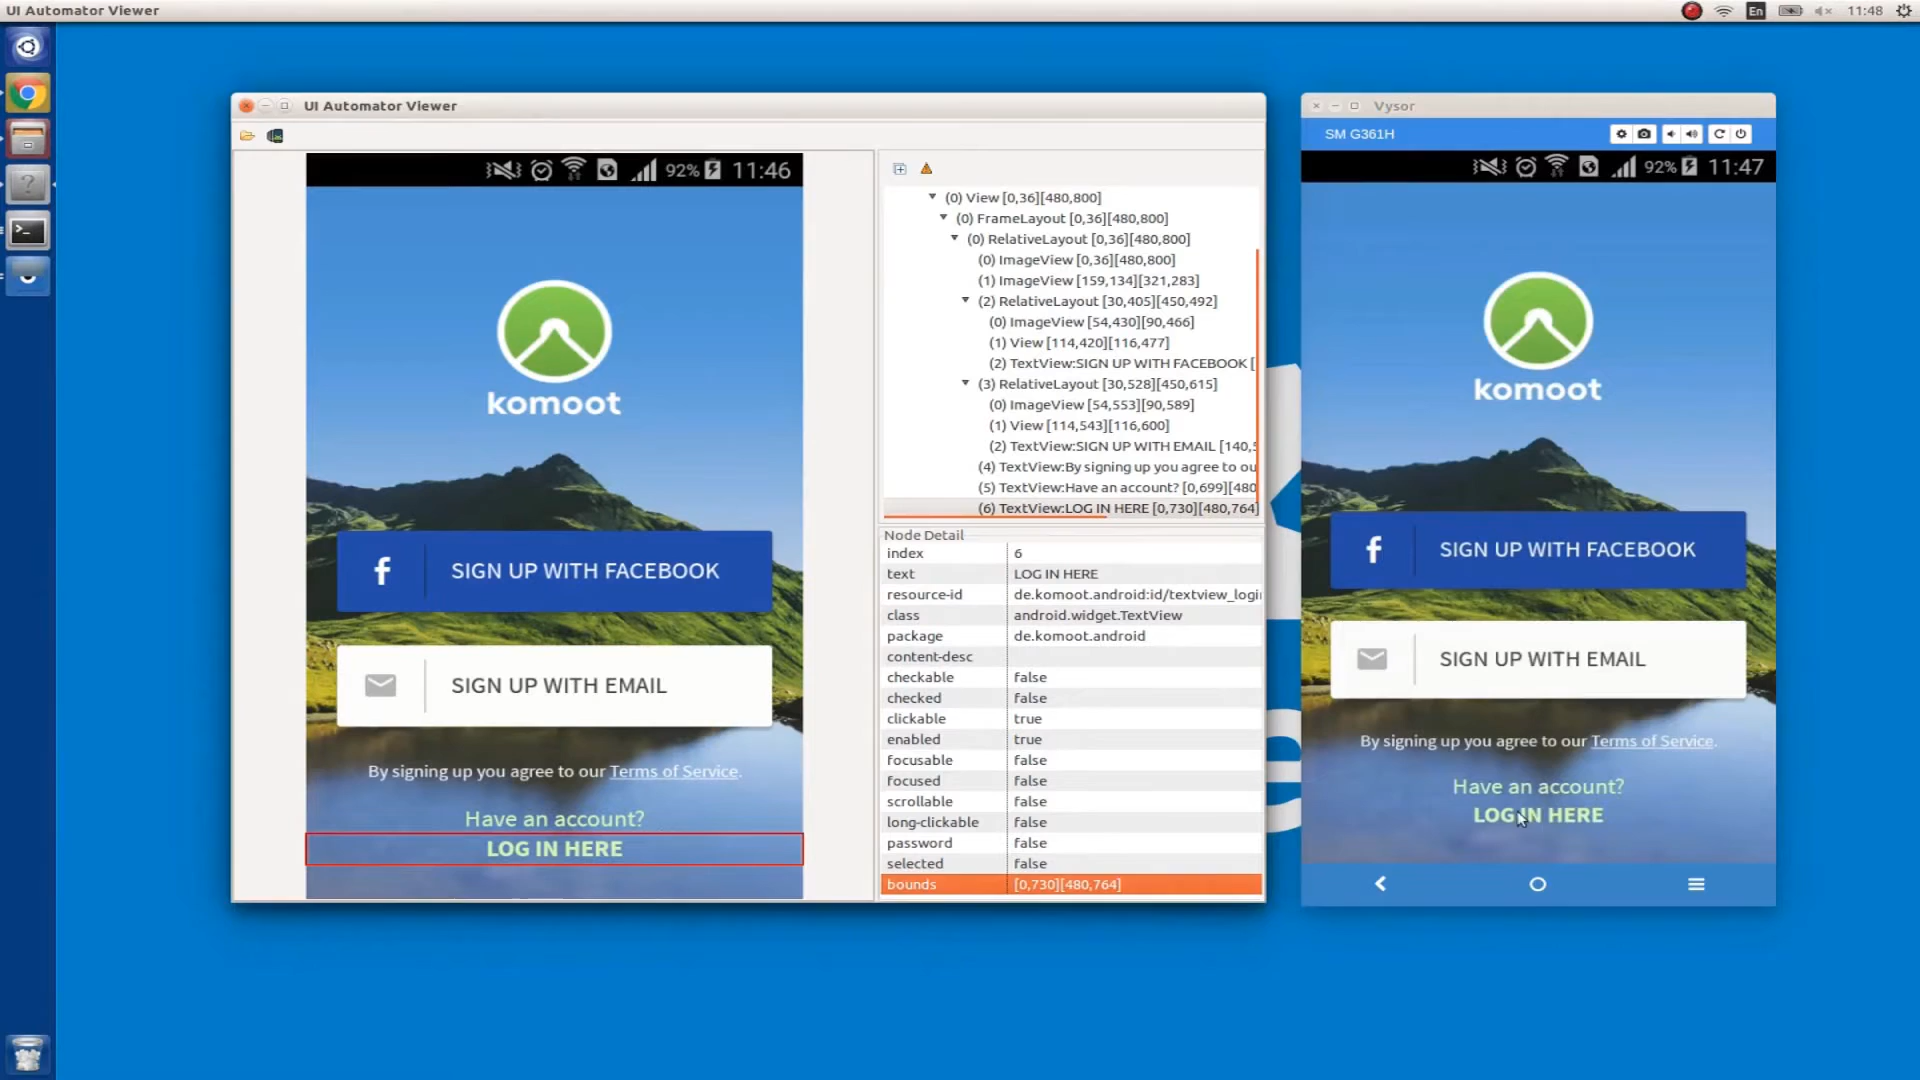 UI Automator Viewer
En
11:48
UI Automator Viewer
92%
11:46
komoot
f
SIGN UP WITH FACEBOOK
SIGN UP WITH EMAIL
By signing up you agree to our Terms of Service.
Have an account?
LOG IN HERE
(0) View [0,36][480,800]
(0) FrameLayout [0,36][480,800]
(0) RelativeLayout [0,36][480,800]
(0) ImageView [0,36][480,800]
(1) ImageView [159,134][321,283]
(2) RelativeLayout [30,405][450,492]
(0) ImageView [54,430][90,466]
(1) View [114,420][116,477]
(2) TextView:SIGN UP WITH FACEBOOK [
(3) RelativeLayout [30,528][450,615]
(0) ImageView [54,553][90,589]
(1) View [114,543][116,600]
(2) TextView:SIGN UP WITH EMAIL [140,5
(4) TextView:By signing up you agree to ou
(5) TextView:Have an account? [0,699][480
(6) TextView:LOG IN HERE [0,730][480,764]
Node Detail
index 6
text LOG IN HERE
resource-id de.komoot.android:id/textview_logi
class android.widget.TextView
package de.komoot.android
content-desc
checkable false
checked false
clickable true
enabled true
focusable false
focused false
scrollable false
long-clickable false
password false
selected false
bounds [0,730][480,764]
Vysor
SM G361H
92%
11:47
komoot
f
SIGN UP WITH FACEBOOK
SIGN UP WITH EMAIL
By signing up you agree to our Terms of Service.
Have an account?
LOG IN HERE